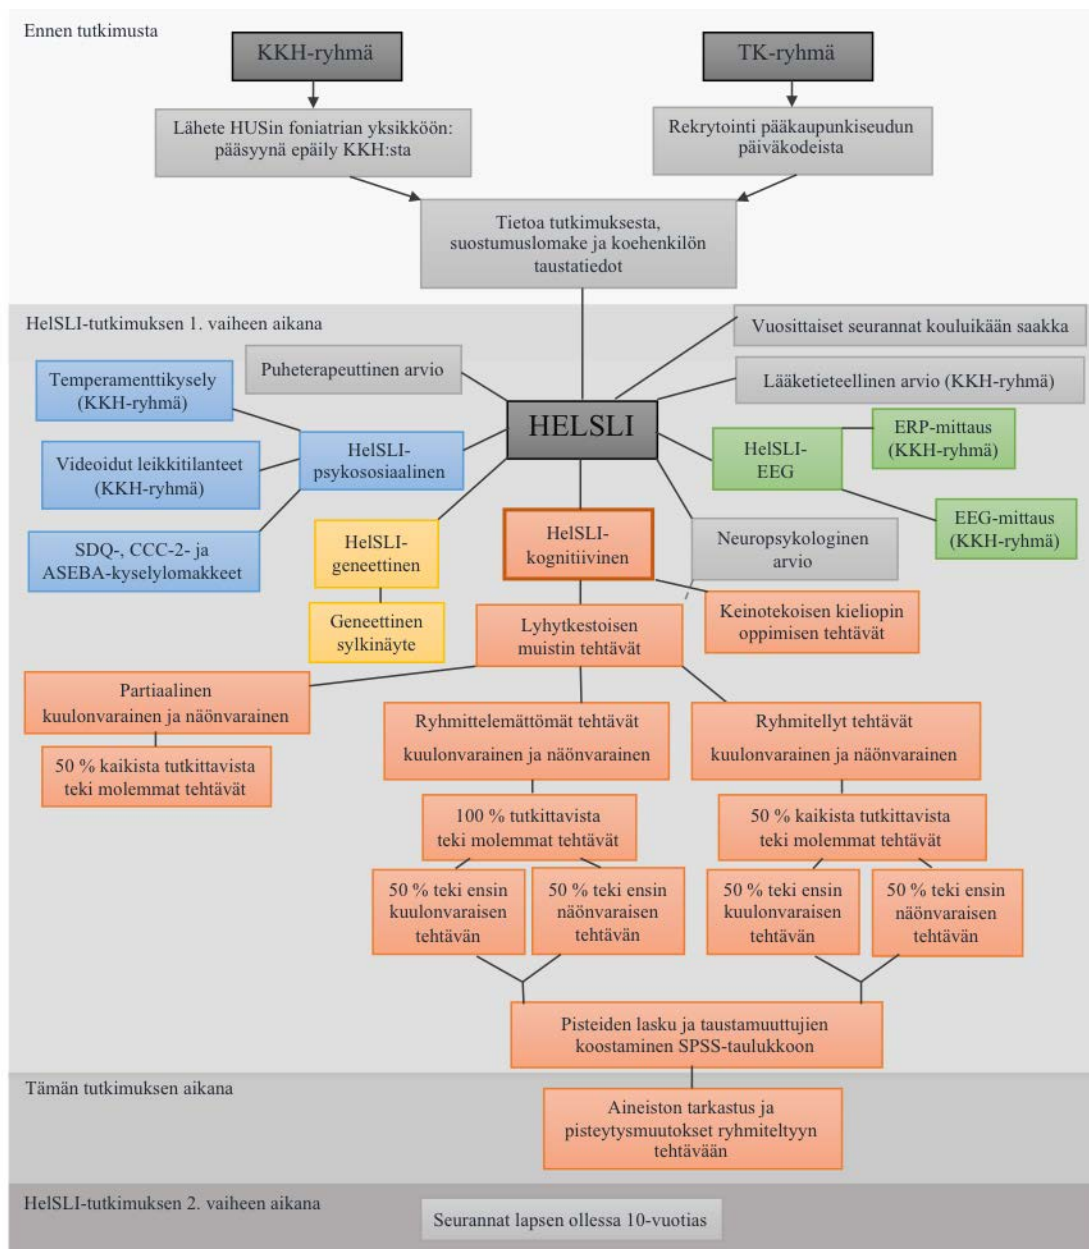 Ennen tutkimusta
KKH-ryhmä
TK-ryhmä
Lähete HUSin foniatrian yksikköön:
pääsyynä epäily KKH:sta
Rekrytointi pääkaupunkiseudun
päiväkodeista
Tietoa tutkimuksesta,
suostumuslomake ja koehenkilön
taustatiedot
HelSLI-tutkimuksen 1. vaiheen aikana
Vuosittaiset seurannat kouluikään saakka
Puheterapeuttinen arvio
Lääketieteellinen arvio (KKH-ryhmä)
Temperamenttikysely
(KKH-ryhmä)
HELSLI
ERP-mittaus
(KKH-ryhmä)
HelSLI-
psykososiaalinen
HelSLI-
EEG
Videoidut leikkitilanteet
(KKH-ryhmä)
EEG-mittaus
(KKH-ryhmä)
SDQ-, CCC-2- ja
ASEBA-kyselylomakkeet
HelSLI-
geneettinen
HelSLI-
kognitiivinen
Neuropsykologinen
arvio
Geneettinen
sylkinäyte
Lyhytkestoisen
muistin tehtävät
Keinotekoisen kieliopin
oppimisen tehtävät
Partiaalinen
kuulonvarainen ja näönvarainen
Ryhmittelemättömät tehtävät
kuulonvarainen ja näönvarainen
Ryhmitellyt tehtävät
kuulonvarainen ja näönvarainen
50 % kaikista tutkittavista
teki molemmat tehtävät
100 % tutkittavista
teki molemmat tehtävät
50 % kaikista tutkittavista
teki molemmat tehtävät
50 % teki ensin
kuulonvaraisen
tehtävän
50 % teki ensin
näönvaraisen
tehtävän
50 % teki ensin
kuulonvaraisen
tehtävän
50 % teki ensin
näönvaraisen
tehtävän
Pisteiden lasku ja taustamuuttujien
koostaminen SPSS-taulukkoon
Tämän tutkimuksen aikana
Aineiston tarkastus ja
pisteytysmuutokset ryhmiteltyyn
tehtävään
HelSLI-tutkimuksen 2. vaiheen aikana
Seurannat lapsen ollessa 10-vuotias